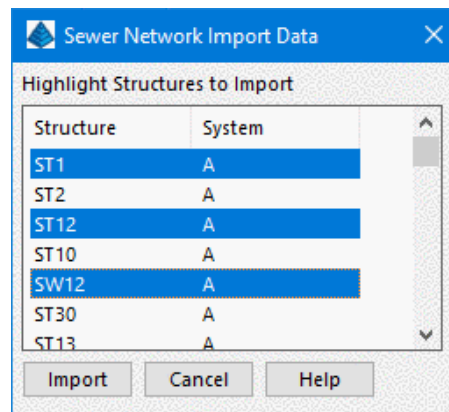 Sewer Network Import Data
Highlight Structures to Import
Structure System
ST1 A
ST2 A
ST12 A
ST10 A
SW12 A
ST30 A
ST13 A
Import Cancel Help